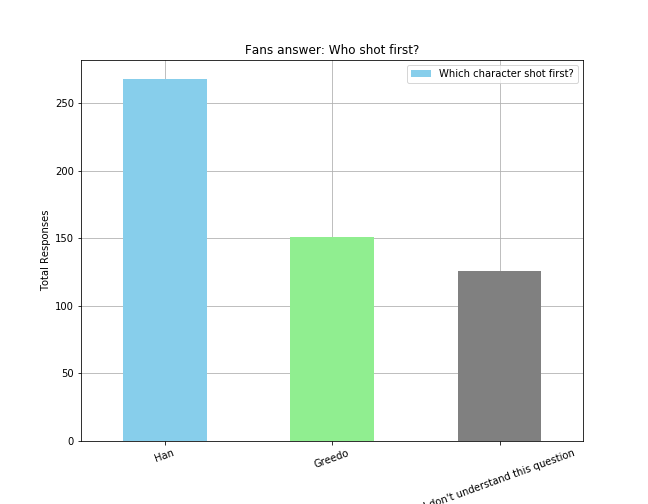 Fans answer: Who shot first?
Which character shot first?
Total Responses
250
200
150
100
50
0
Han
Greedo
I don't understand this question